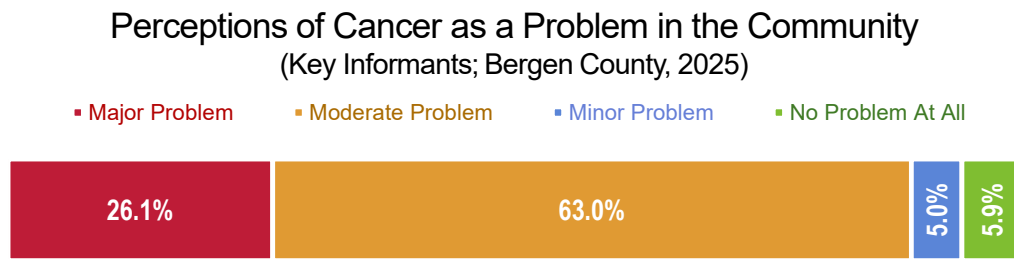 Perceptions of Cancer as a Problem in the Community
(Key Informants; Bergen County, 2025)
Major Problem Moderate Problem Minor Problem No Problem At All
26.1% 63.0% 5.0% 5.9%